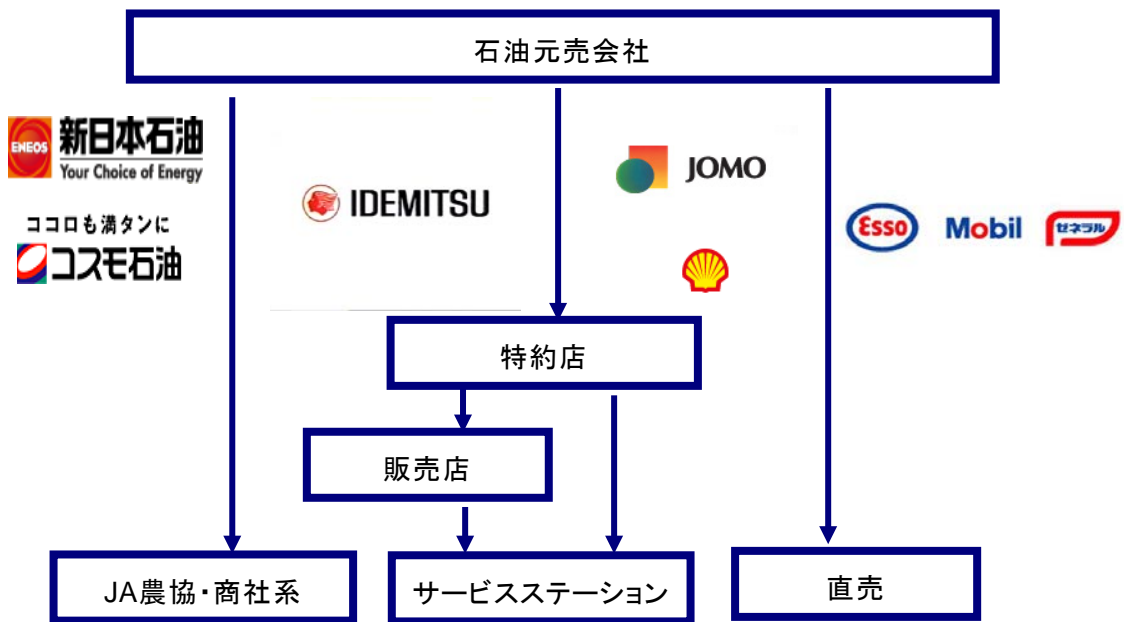 石油元売会社
ENEOS
新日本石油
Your Choice of Energy
ココロも満タンに
コスモ石油
IDEMITSU
JOMO
Esso
Mobil
ゼネラル
特約店
販売店
JA農協・商社系
サービスステーション
直売